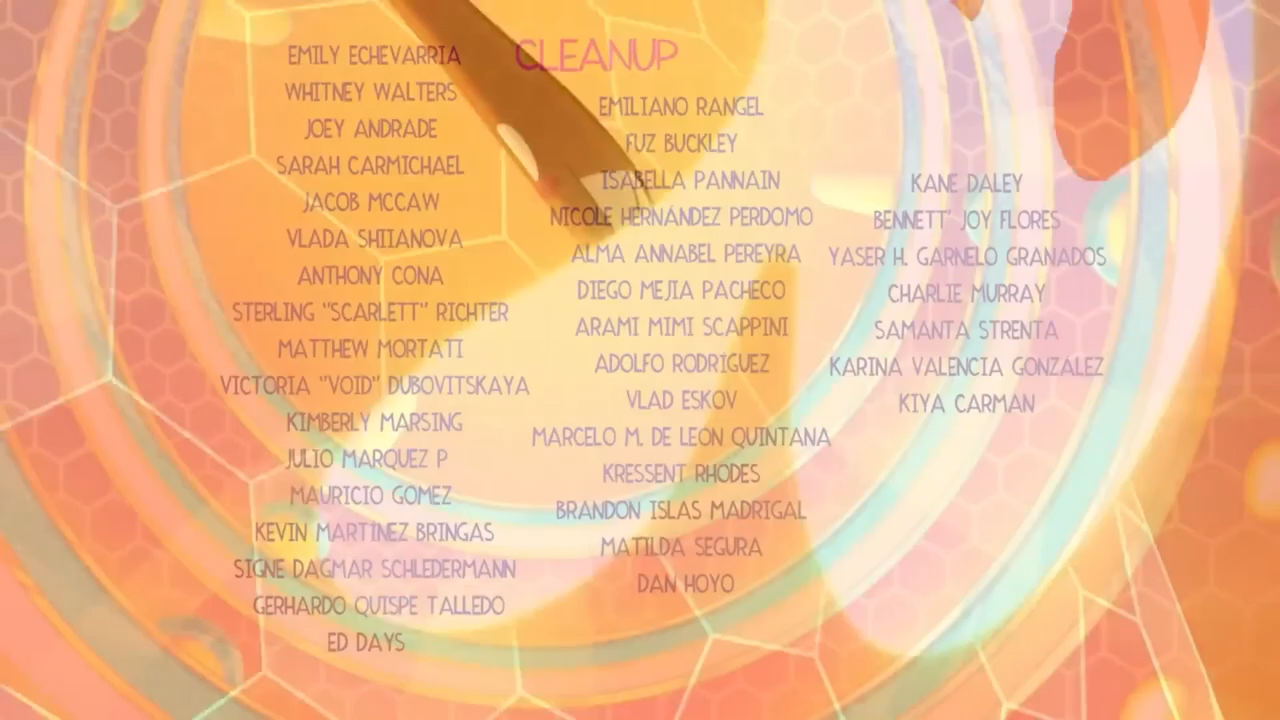 CLEANUP
EMILY ECHEVARRIA
WHITNEY WALTERS
JOEY ANDRADE
SARAH CARMICHAEL
JACOB MCCAW
VLADA SHIIANOVA
ANTHONY CONA
STERLING "SCARLETT" RICHTER
MATTHEW MORTATI
VICTORIA "VOID" DUBOVITSKAYA
KIMBERLY MARSING
JULIO MARQUEZ P
MAURICIO GOMEZ
KEVIN MARTINEZ BRINGAS
SIGNE DAGMAR SCHLEDERMANN
GERHARDO QUISPE TALLEDO
ED DAYS
EMILIANO RANGEL
FUZ BUCKLEY
ISABELLA PANNAIN
NICOLE HERNÁNDEZ PERDOMO
ALMA ANNABEL PEREYRA
DIEGO MEJIA PACHECO
ARAMI MIMI SCAPPINI
ADOLFO RODRÍGUEZ
VLAD ESKOV
MARCELO M. DE LEON QUINTANA
KRESSENT RHODES
BRANDON ISLAS MADRIGAL
MATILDA SEGURA
DAN HOYO
KANE DALEY
BENNETT' JOY FLORES
YASER H. GARNELO GRANADOS
CHARLIE MURRAY
SAMANTA STRENTA
KARINA VALENCIA GONZÁLEZ
KIYA CARMAN